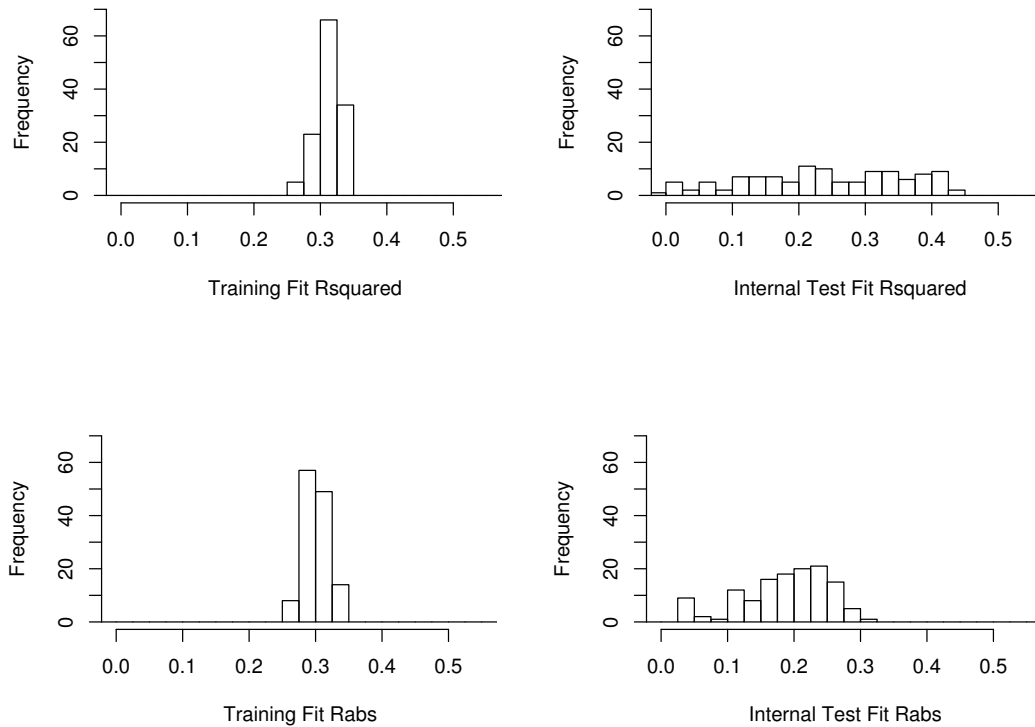 Frequency
0 20 40 60
0.0 0.1 0.2 0.3 0.4 0.5
Training Fit Rsquared
Frequency
0 20 40 60
0.0 0.1 0.2 0.3 0.4 0.5
Internal Test Fit Rsquared
Frequency
0 20 40 60
0.0 0.1 0.2 0.3 0.4 0.5
Training Fit Rabs
Frequency
0 20 40 60
0.0 0.1 0.2 0.3 0.4 0.5
Internal Test Fit Rabs